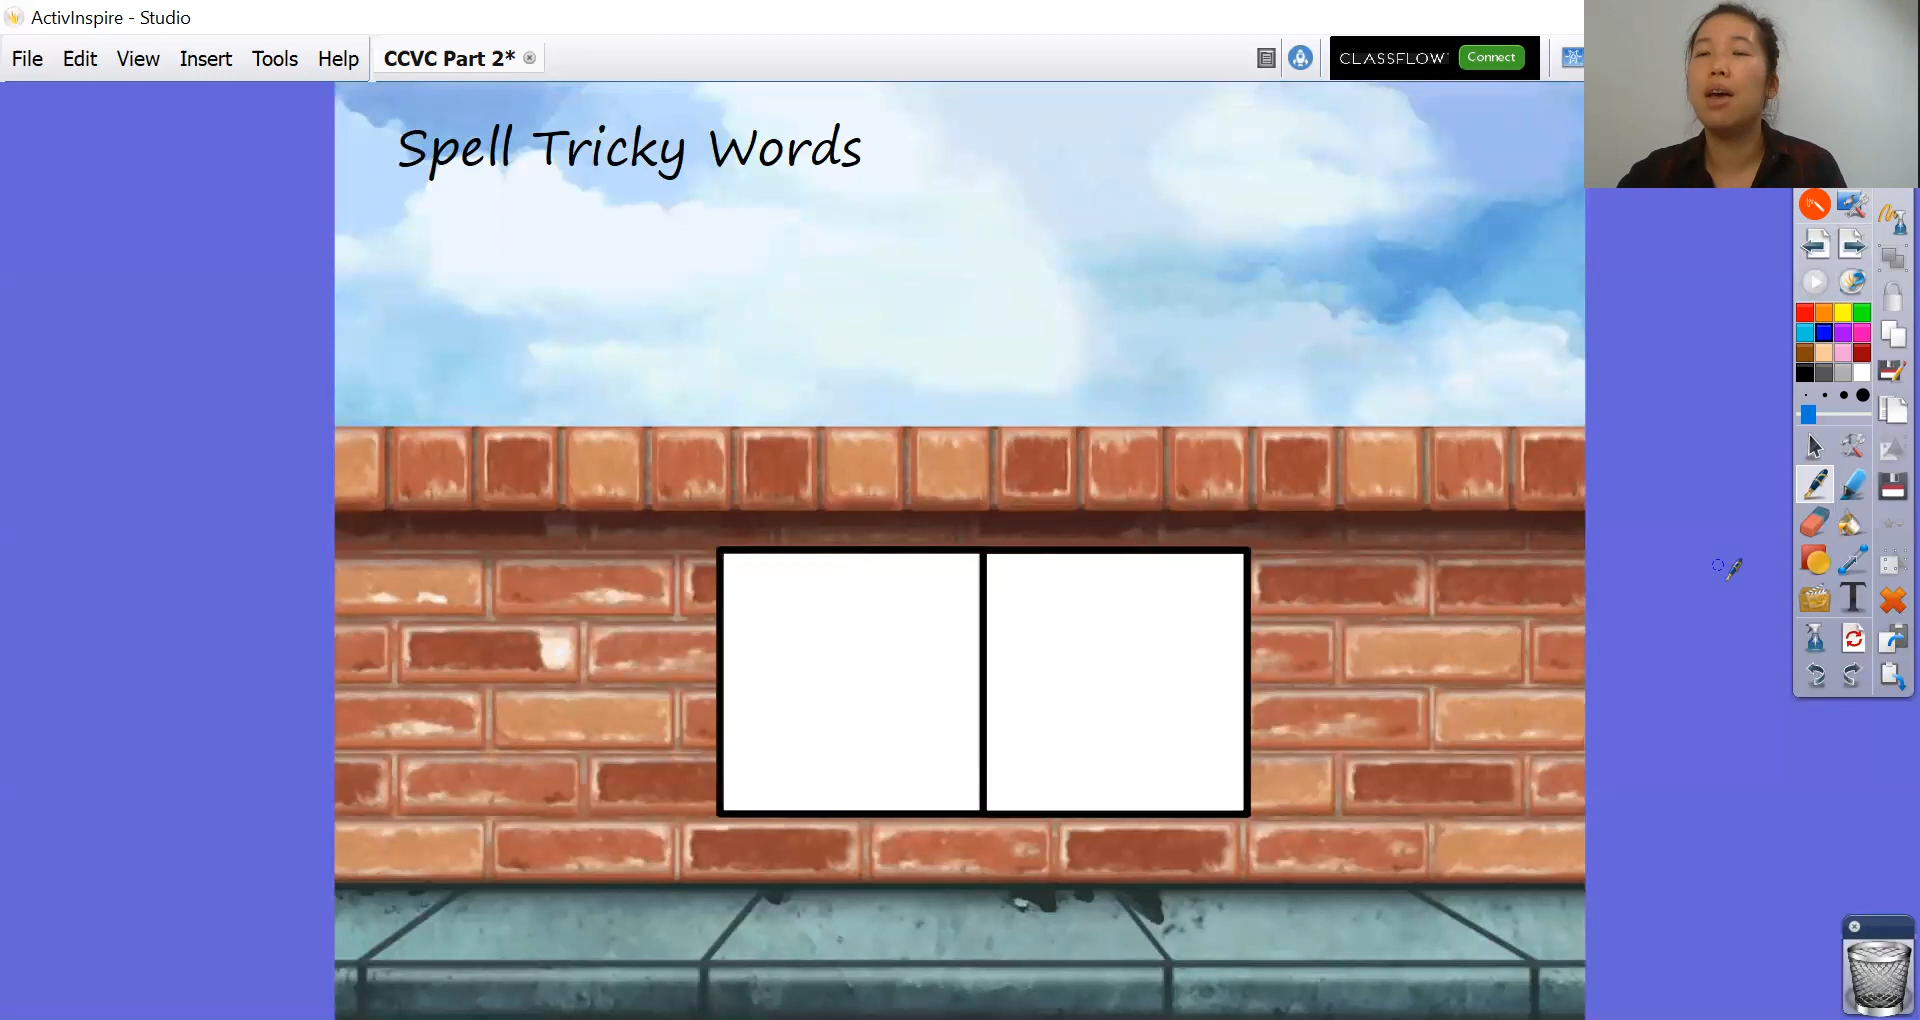 ActivInspire - Studio
File Edit View Insert Tools Help CCVC Part 2* CLASSFLOW Connect
Spell Tricky Words
T